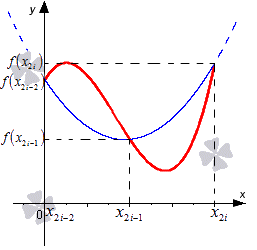 y
f(x₂ᵢ)
f(x₂ᵢ₋₂)
f(x₂ᵢ₋₁)
x
0 x₂ᵢ₋₂ x₂ᵢ₋₁ x₂ᵢ